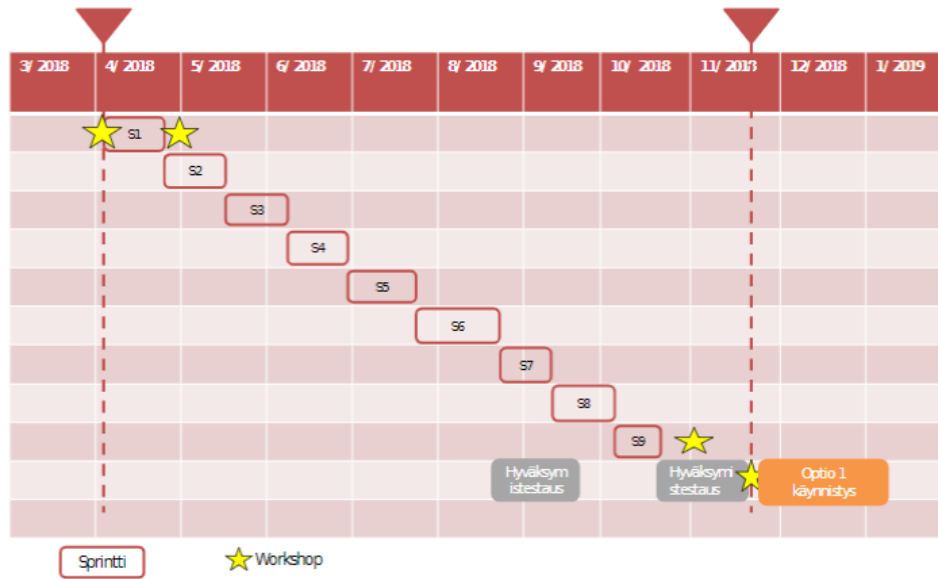 3/ 2018 4/ 2018 5/ 2018 6/ 2018 7/ 2018 8/ 2018 9/ 2018 10/ 2018 11/ 2018 12/ 2018 1/ 2019
S1
S2
S3
S4
S5
S6
S7
S8
S9
Hyväksym
istestaus
Hyväksymi
stestaus
Optio 1
käynnistys
Sprintti
Workshop